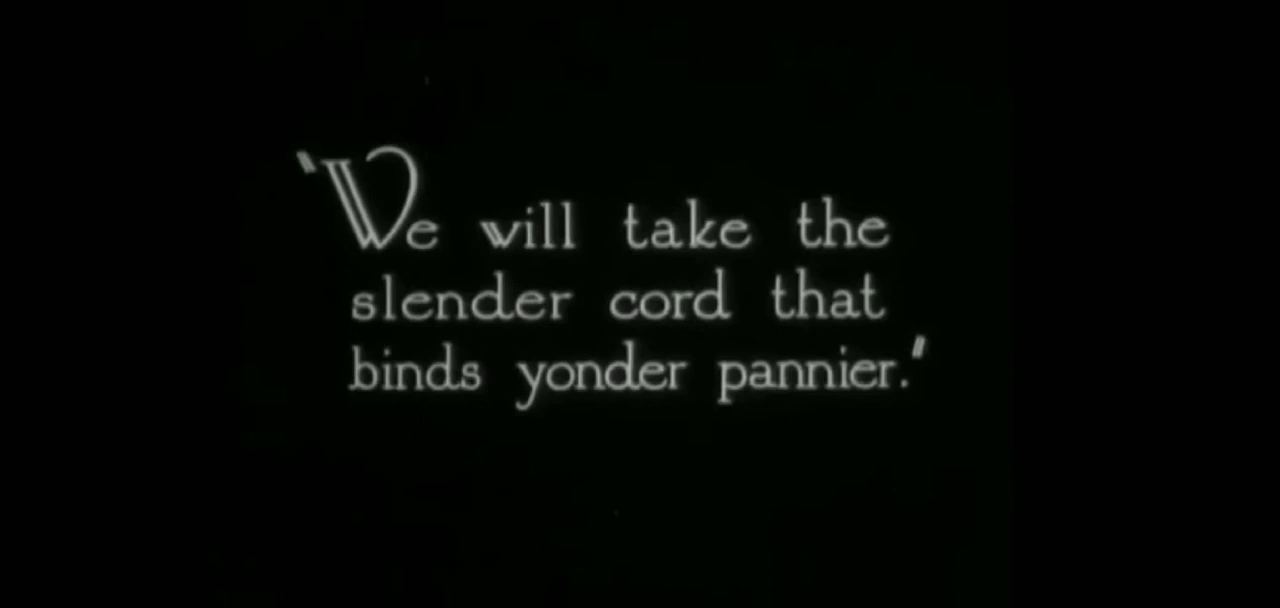 "We will take the
slender cord that
binds yonder pannier."